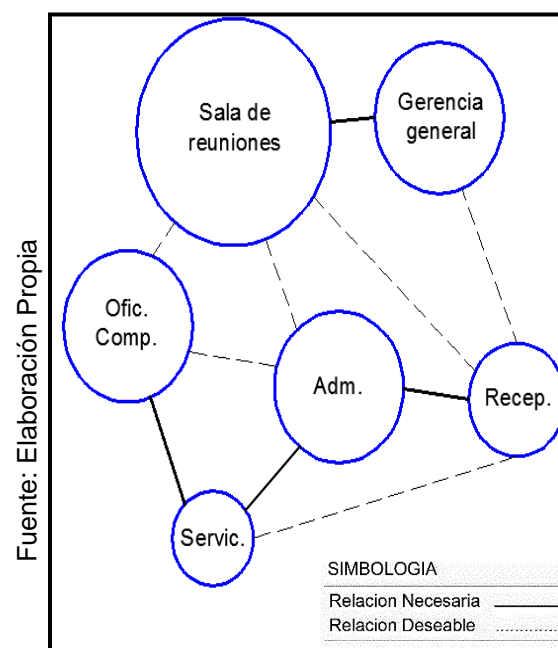 Fuente: Elaboración Propia
Sala de
reuniones
Gerencia
general
Ofic.
Comp.
Adm.
Recep.
Servic.
SIMBOLOGIA
Relacion Necesaria
Relacion Deseable